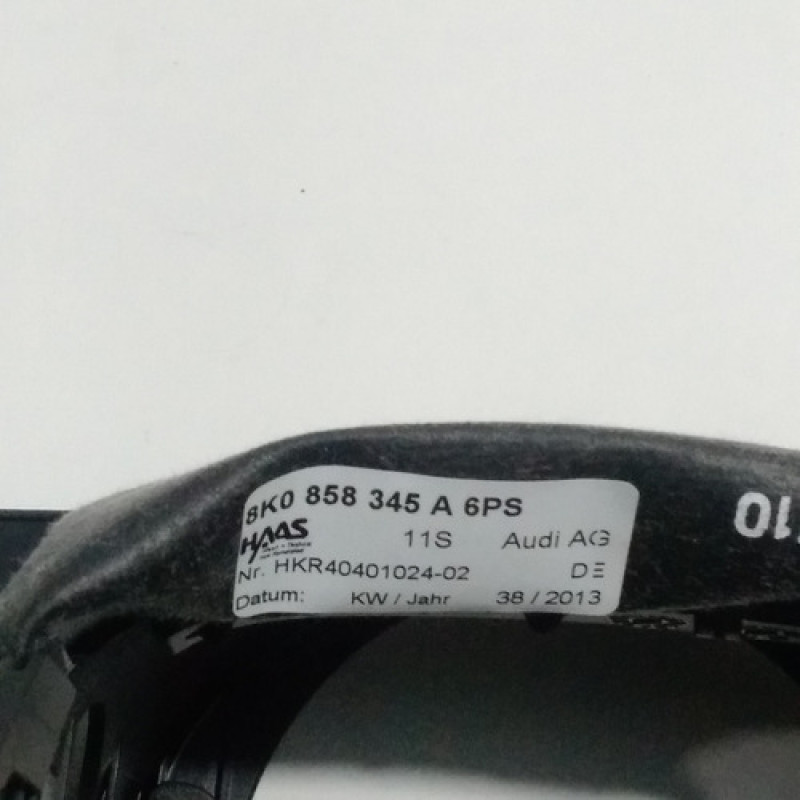 8K0 858 345 A 6PS
HAAS 11S Audi AG
Nr. HKR40401024-02 DE
Datum: KW / Jahr 38 / 2013